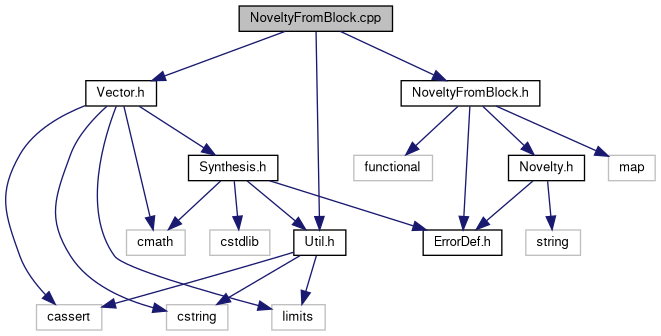 NoveltyFromBlock.cpp
Vector.h
NoveltyFromBlock.h
Synthesis.h
functional
Novelty.h
map
cmath
cstdlib
Util.h
ErrorDef.h
string
cassert
cstring
limits